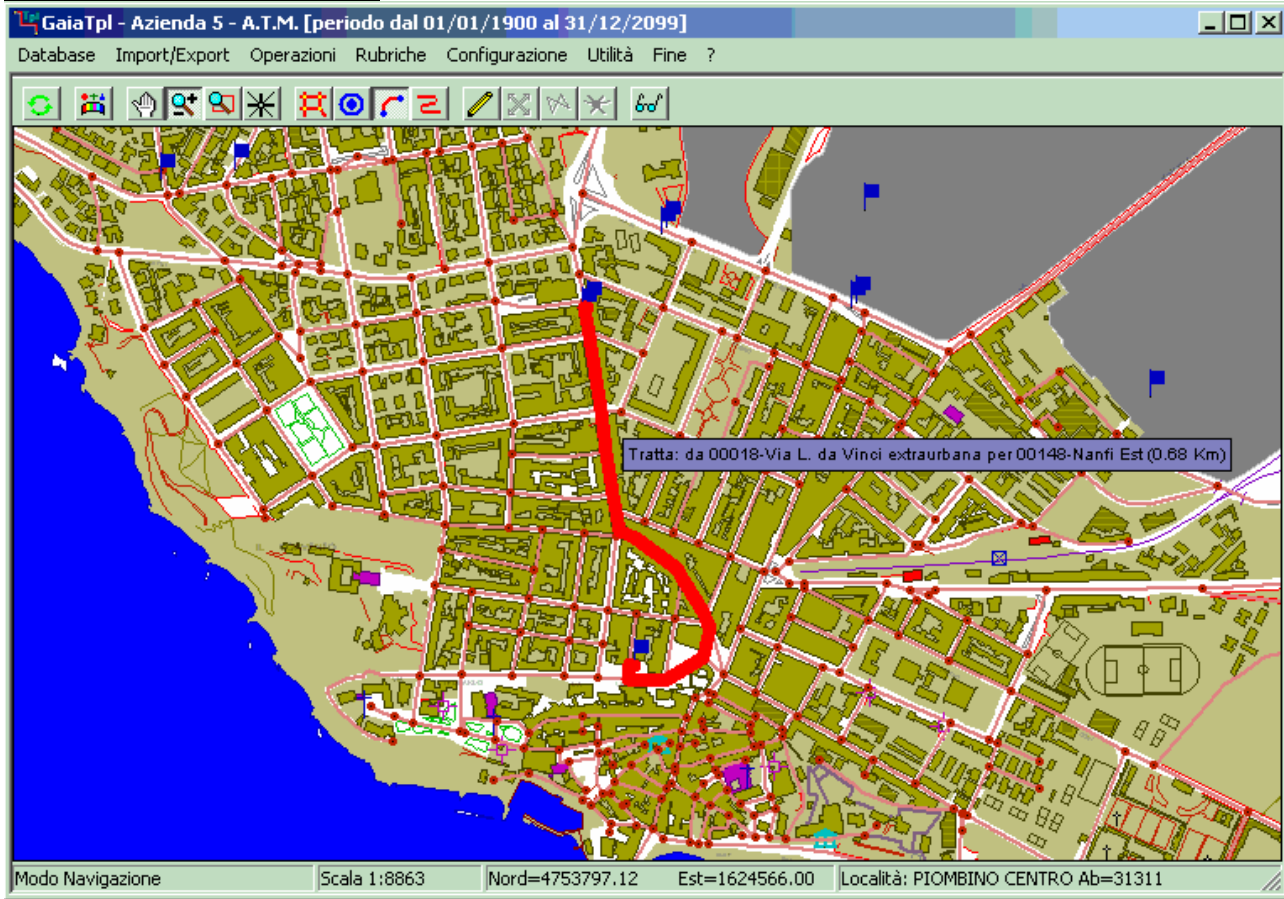 GaiaTpl - Azienda 5 - A.T.M. [periodo dal 01/01/1900 al 31/12/2099]
Database Import/Export Operazioni Rubriche Configurazione Utilità Fine ?
Tratta: da 00018-Via L. da Vinci extraurbana per 00148-Nanfi Est (0.68 Km)
Modo Navigazione Scala 1:8863 Nord=4753797.12 Est=1624566.00 Località: PIOMBINO CENTRO Ab=31311